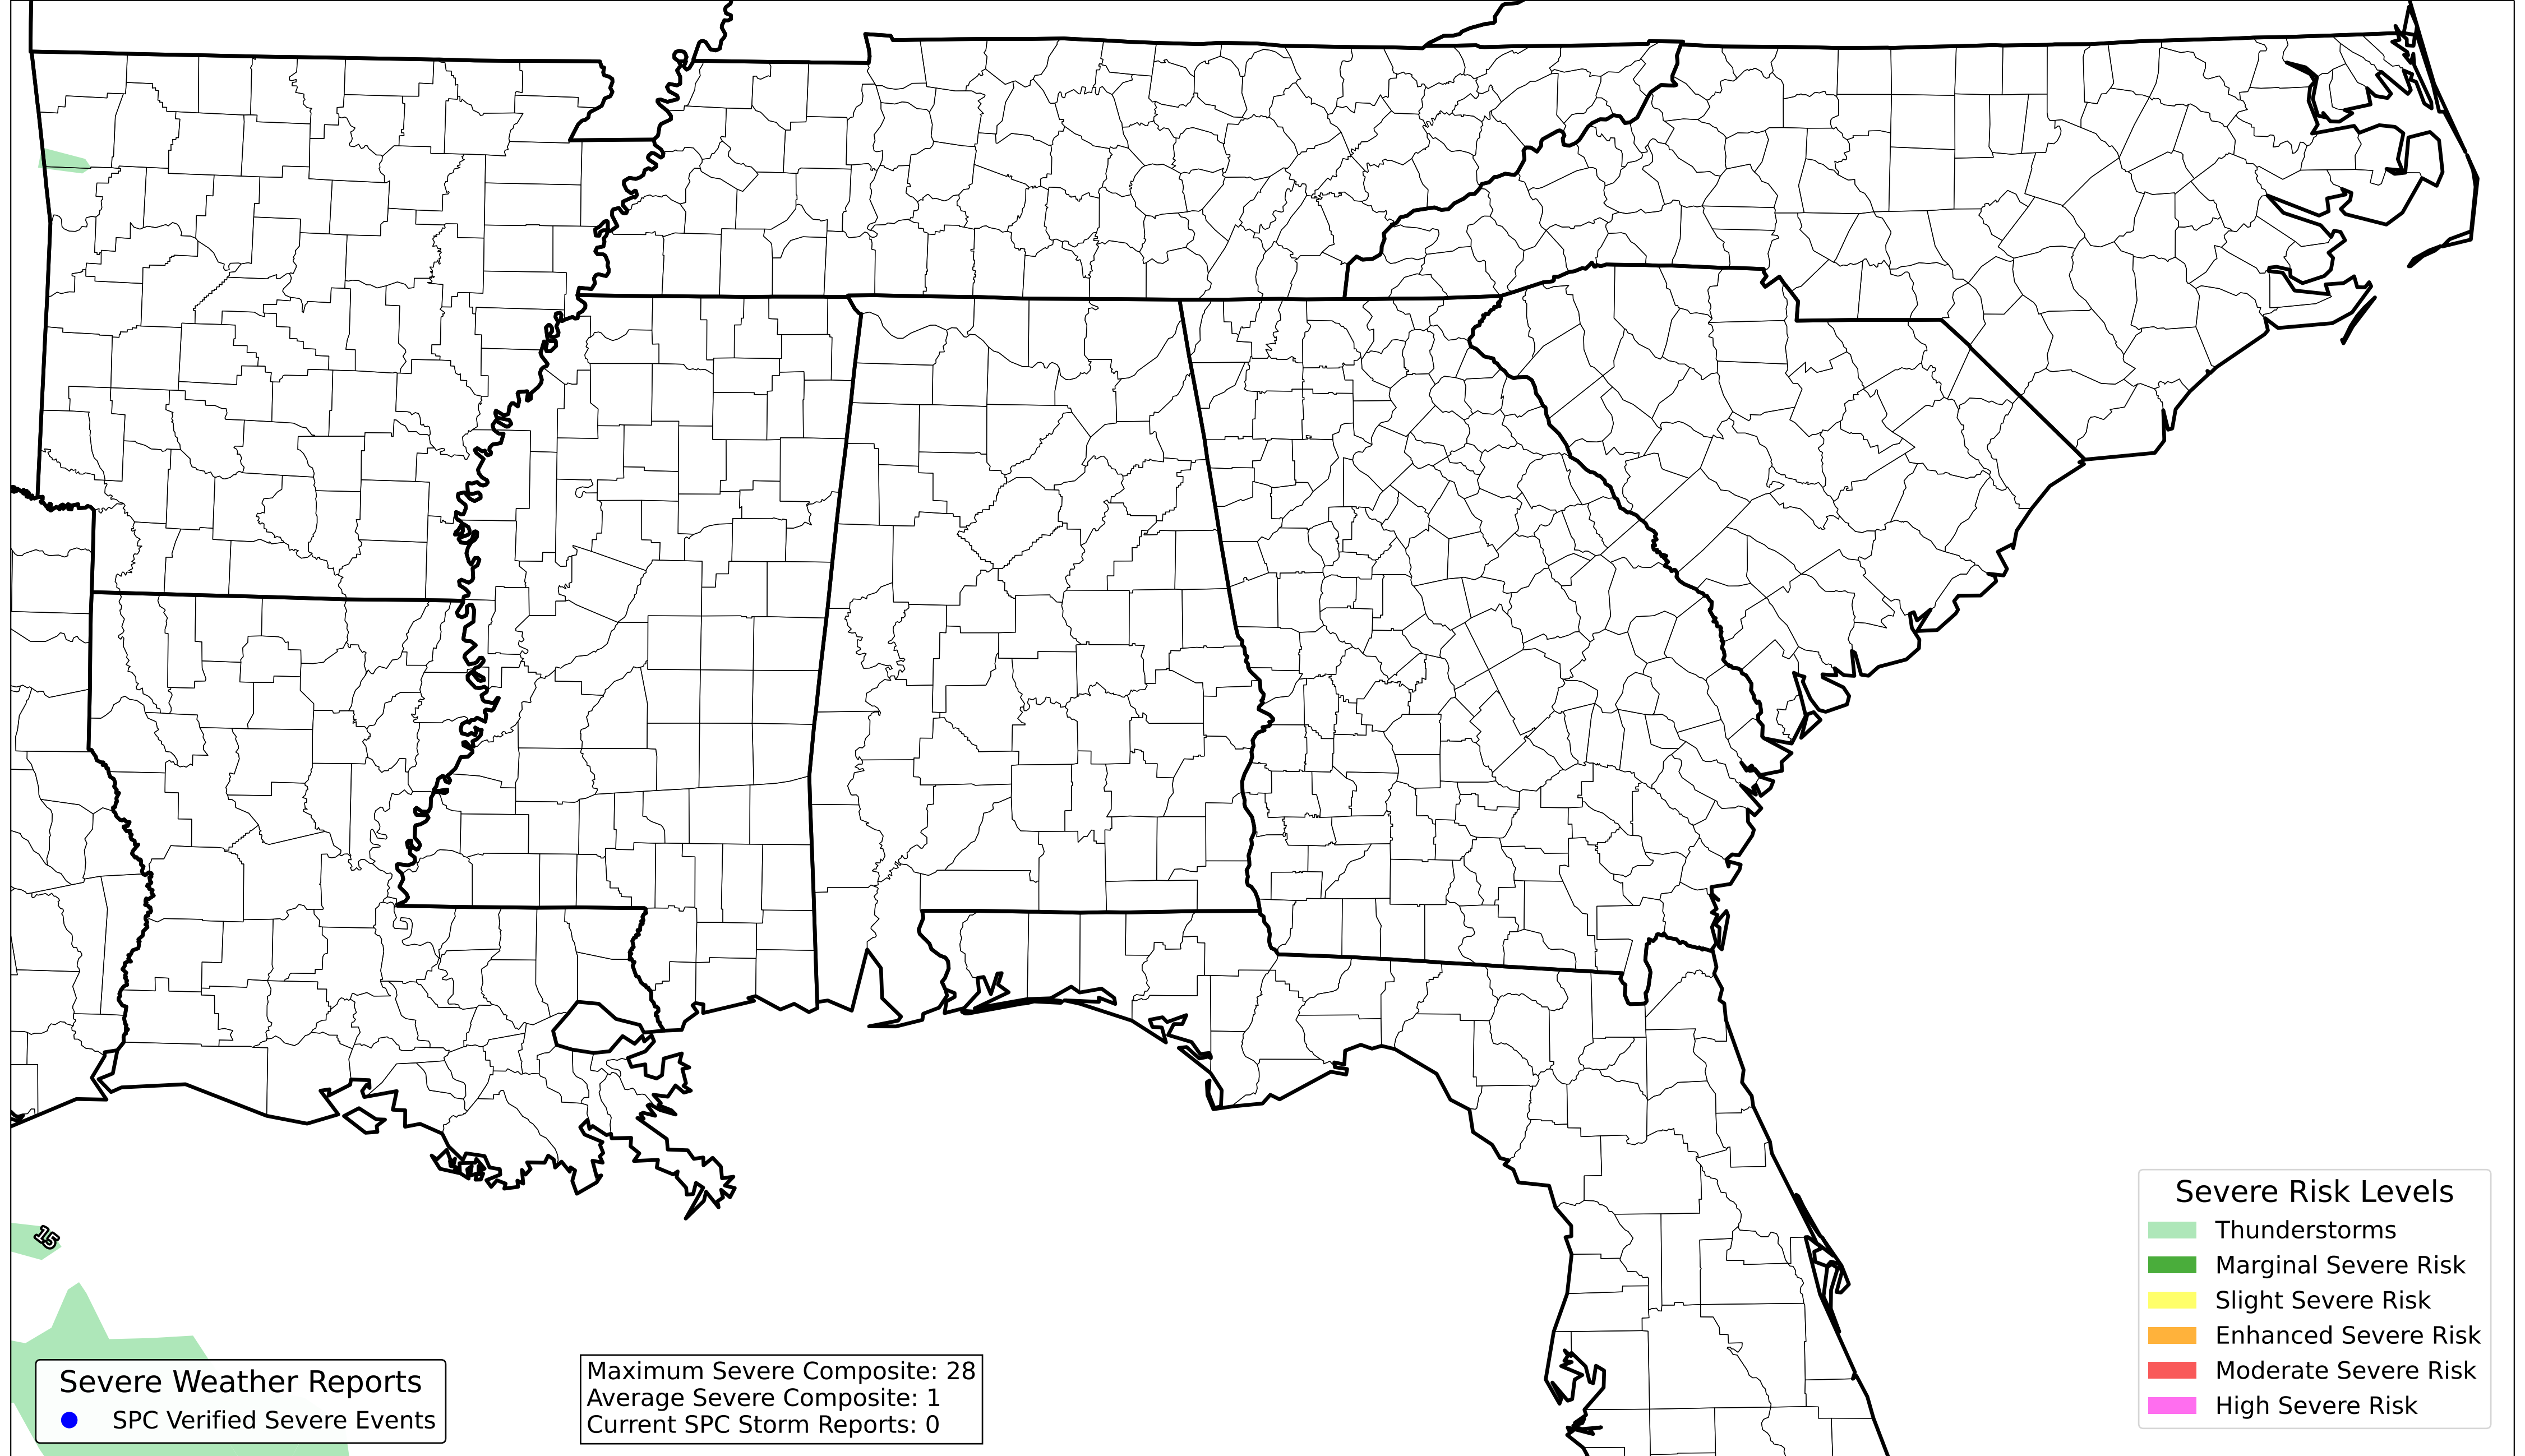 15
Severe Weather Reports
SPC Verified Severe Events
Maximum Severe Composite: 28
Average Severe Composite: 1
Current SPC Storm Reports: 0
Severe Risk Levels
Thunderstorms
Marginal Severe Risk
Slight Severe Risk
Enhanced Severe Risk
Moderate Severe Risk
High Severe Risk